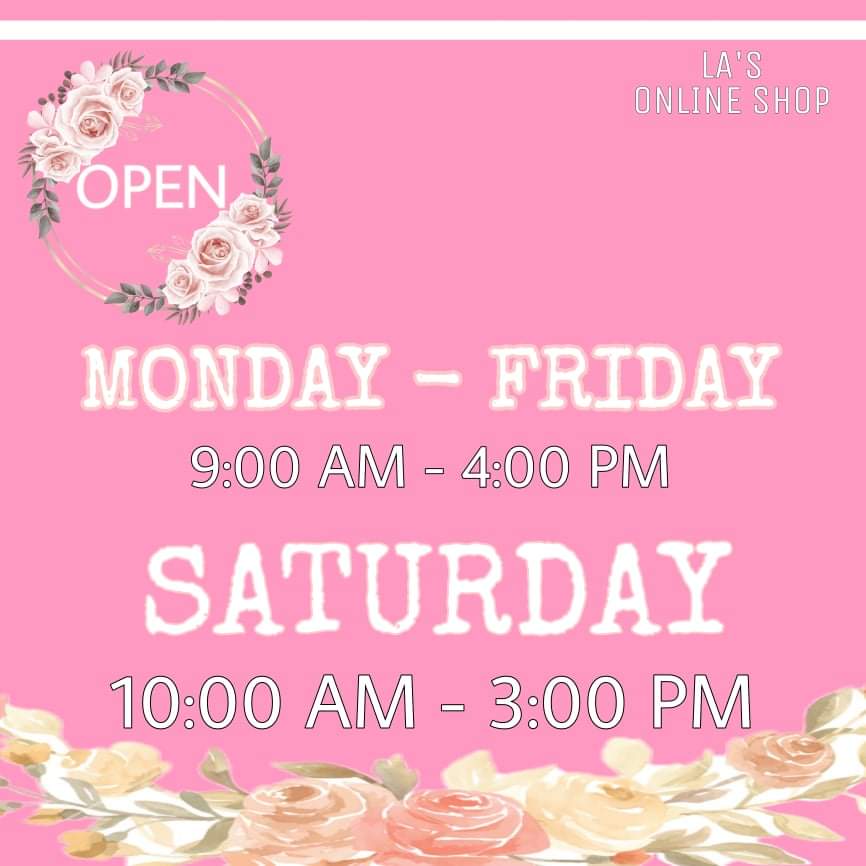 LA'S
ONLINE SHOP
OPEN
MONDAY - FRIDAY
9:00 AM - 4:00 PM
SATURDAY
10:00 AM - 3:00 PM